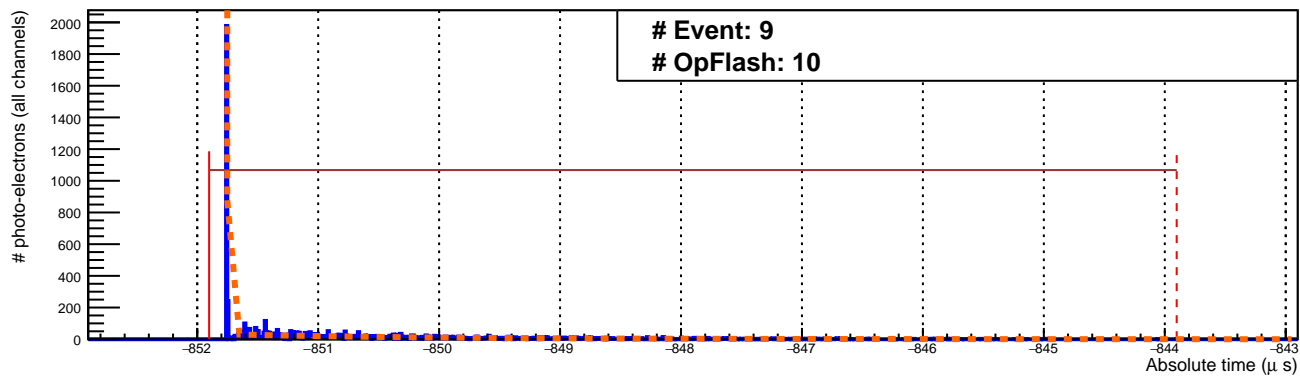 # Event: 9
# OpFlash: 10
# photo-electrons (all channels)
2000
1800
1600
1400
1200
1000
800
600
400
200
0
−852 −851 −850 −849 −848 −847 −846 −845 −844 −843
Absolute time (μ s)